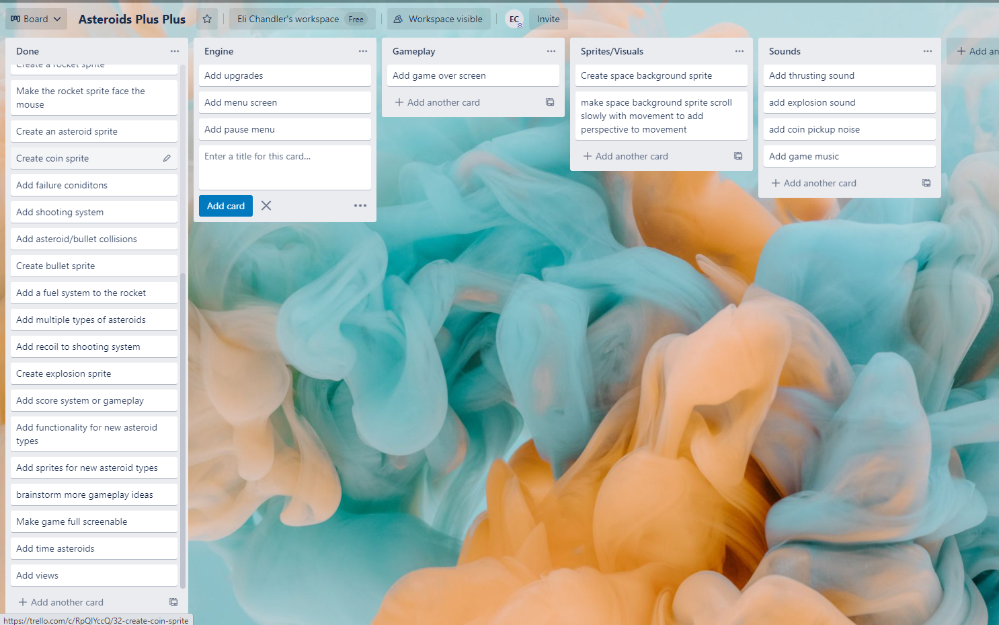 Board
Asteroids Plus Plus
Eli Chandler's workspace
Free
Workspace visible
EC
Invite
Done
Create a rocket sprite
Make the rocket sprite face the
mouse
Create an asteroid sprite
Create coin sprite
Add failure coniditons
Add shooting system
Add asteroid/bullet collisions
Create bullet sprite
Add a fuel system to the rocket
Add multiple types of asteroids
Add recoil to shooting system
Create explosion sprite
Add score system or gameplay
Add functionality for new asteroid
types
Add sprites for new asteroid types
brainstorm more gameplay ideas
Make game full screenable
Add time asteroids
Add views
Add another card
Engine
Add upgrades
Add menu screen
Add pause menu
Enter a title for this card...
Add card
Gameplay
Add game over screen
Add another card
Sprites/Visuals
Create space background sprite
make space background sprite scroll
slowly with movement to add
perspective to movement
Add another card
Sounds
Add thrusting sound
add explosion sound
add coin pickup noise
Add game music
Add another card
Add an
https://trello.com/c/RpQIYccQ/32-create-coin-sprite